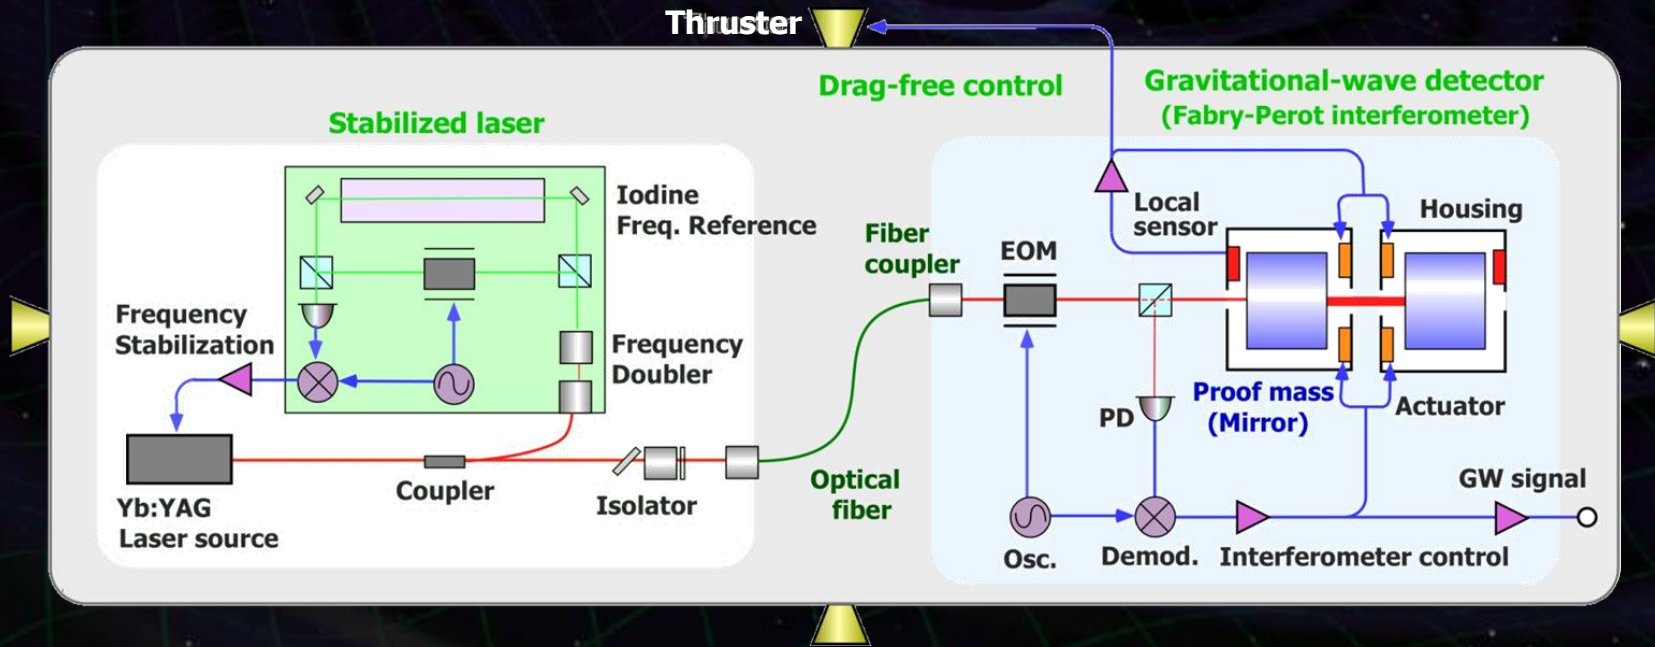 Thruster
Drag-free control
Gravitational-wave detector
(Fabry-Perot interferometer)
Stabilized laser
Iodine
Freq. Reference
Local
sensor
Housing
Fiber
coupler
EOM
Frequency
Stabilization
Frequency
Doubler
Proof mass
(Mirror)
PD
Actuator
Coupler
Isolator
Optical
fiber
GW signal
Yb:YAG
Laser source
Osc.
Demod.
Interferometer control